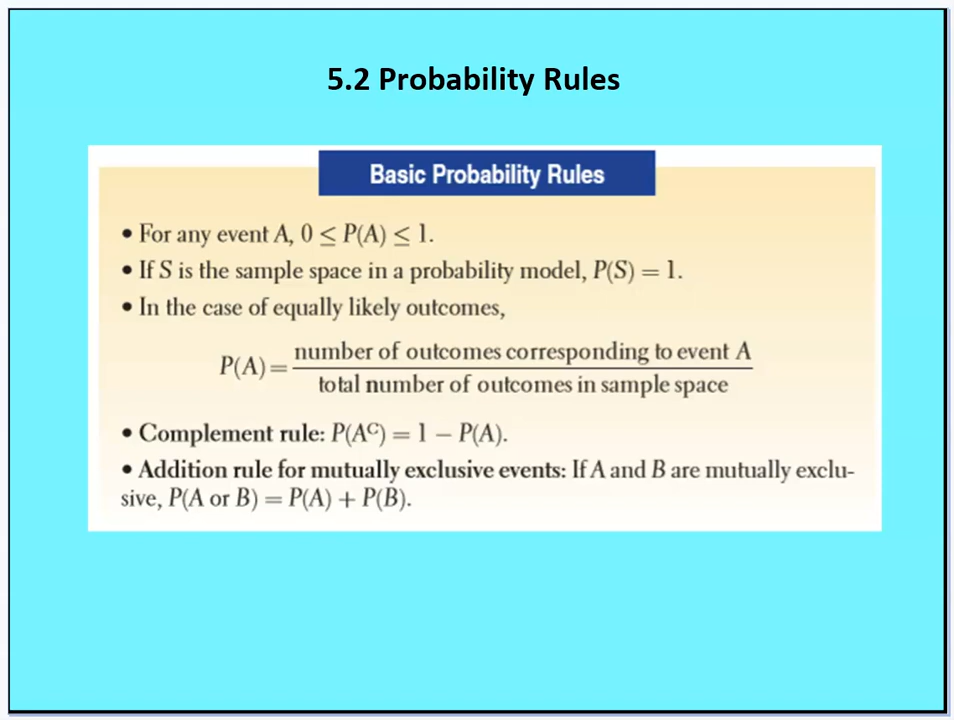 5.2 Probability Rules
Basic Probability Rules
• For any event A, 0 ≤ P(A) ≤ 1.
• If S is the sample space in a probability model, P(S) = 1.
• In the case of equally likely outcomes,
P(A) = number of outcomes corresponding to event A
total number of outcomes in sample space
• Complement rule: P(Aᶜ) = 1 − P(A).
• Addition rule for mutually exclusive events: If A and B are mutually exclu-
sive, P(A or B) = P(A) + P(B).